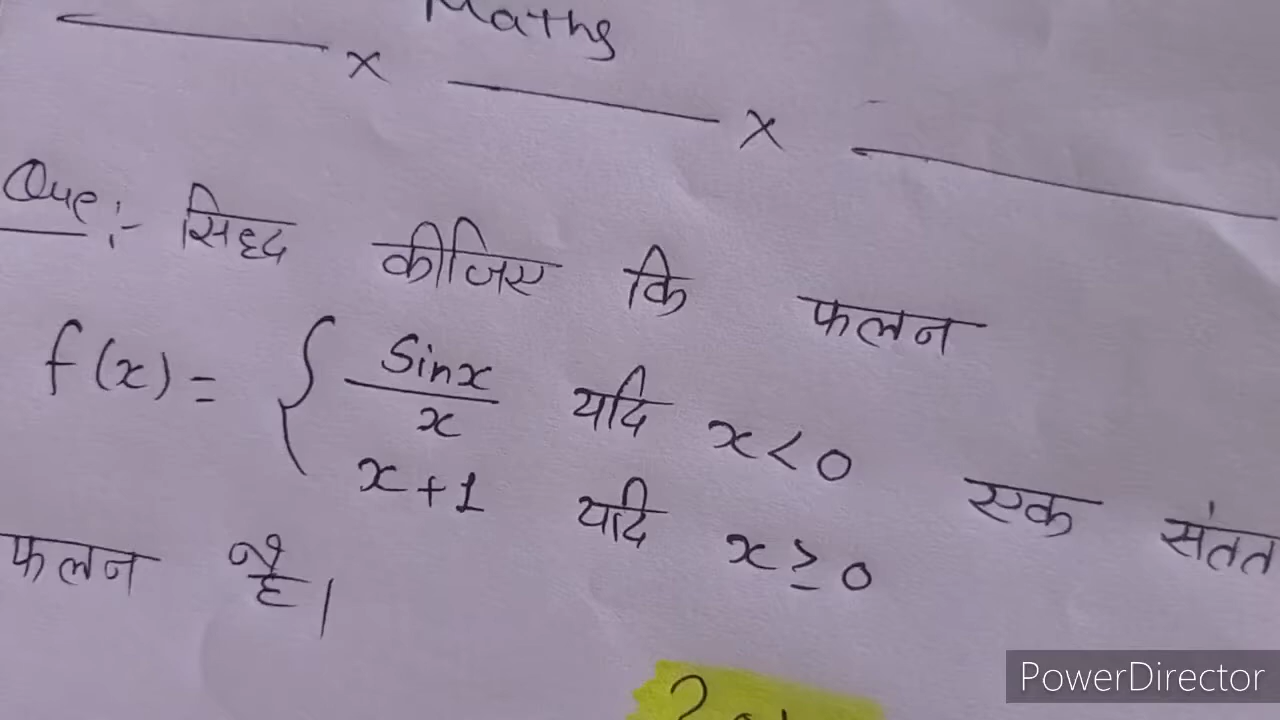 Maths
Que:- सिद्ध कीजिए कि फलन
f(x) = { sinx/x यदि x<0
x+1 यदि x≥0 एक संतत
फलन है।
PowerDirector